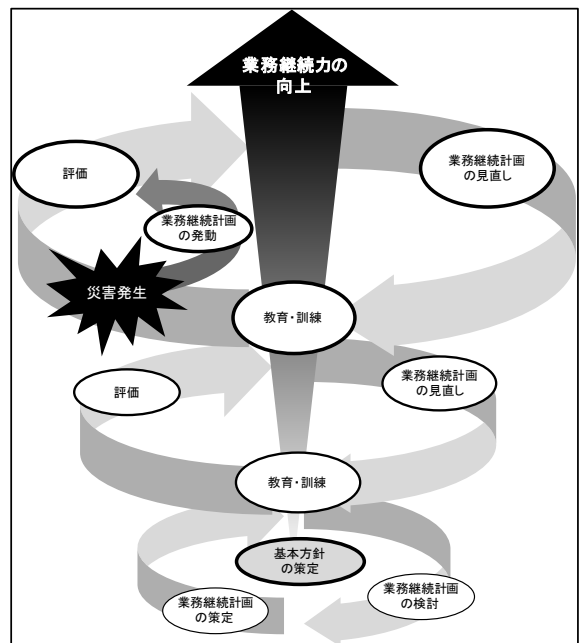 業務継続力の
向上
評価
業務継続計画
の見直し
業務継続計画
の発動
災害発生
教育・訓練
評価
業務継続計画
の見直し
教育・訓練
基本方針
の策定
業務継続計画
の策定
業務継続計画
の検討